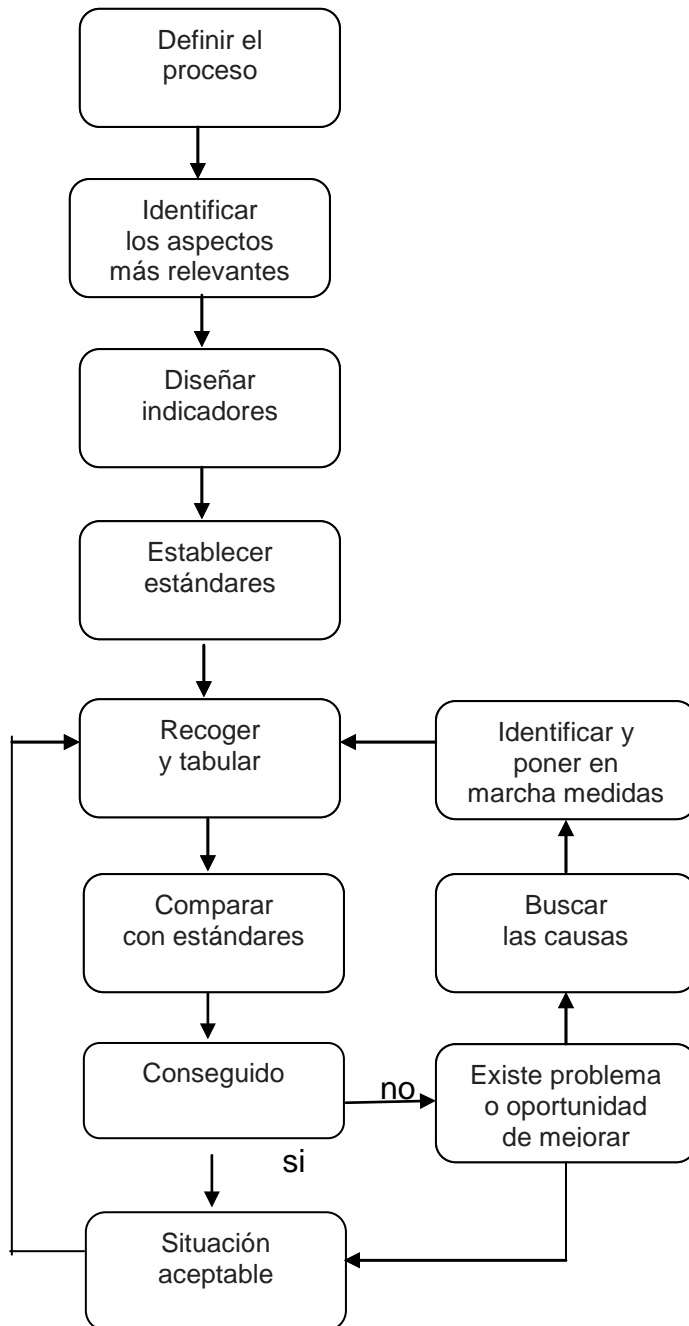 Definir el
proceso
Identificar
los aspectos
más relevantes
Diseñar
indicadores
Establecer
estándares
Recoger
y tabular
Identificar y
poner en
marcha medidas
Comparar
con estándares
Buscar
las causas
Conseguido
no
Existe problema
o oportunidad
de mejorar
si
Situación
aceptable